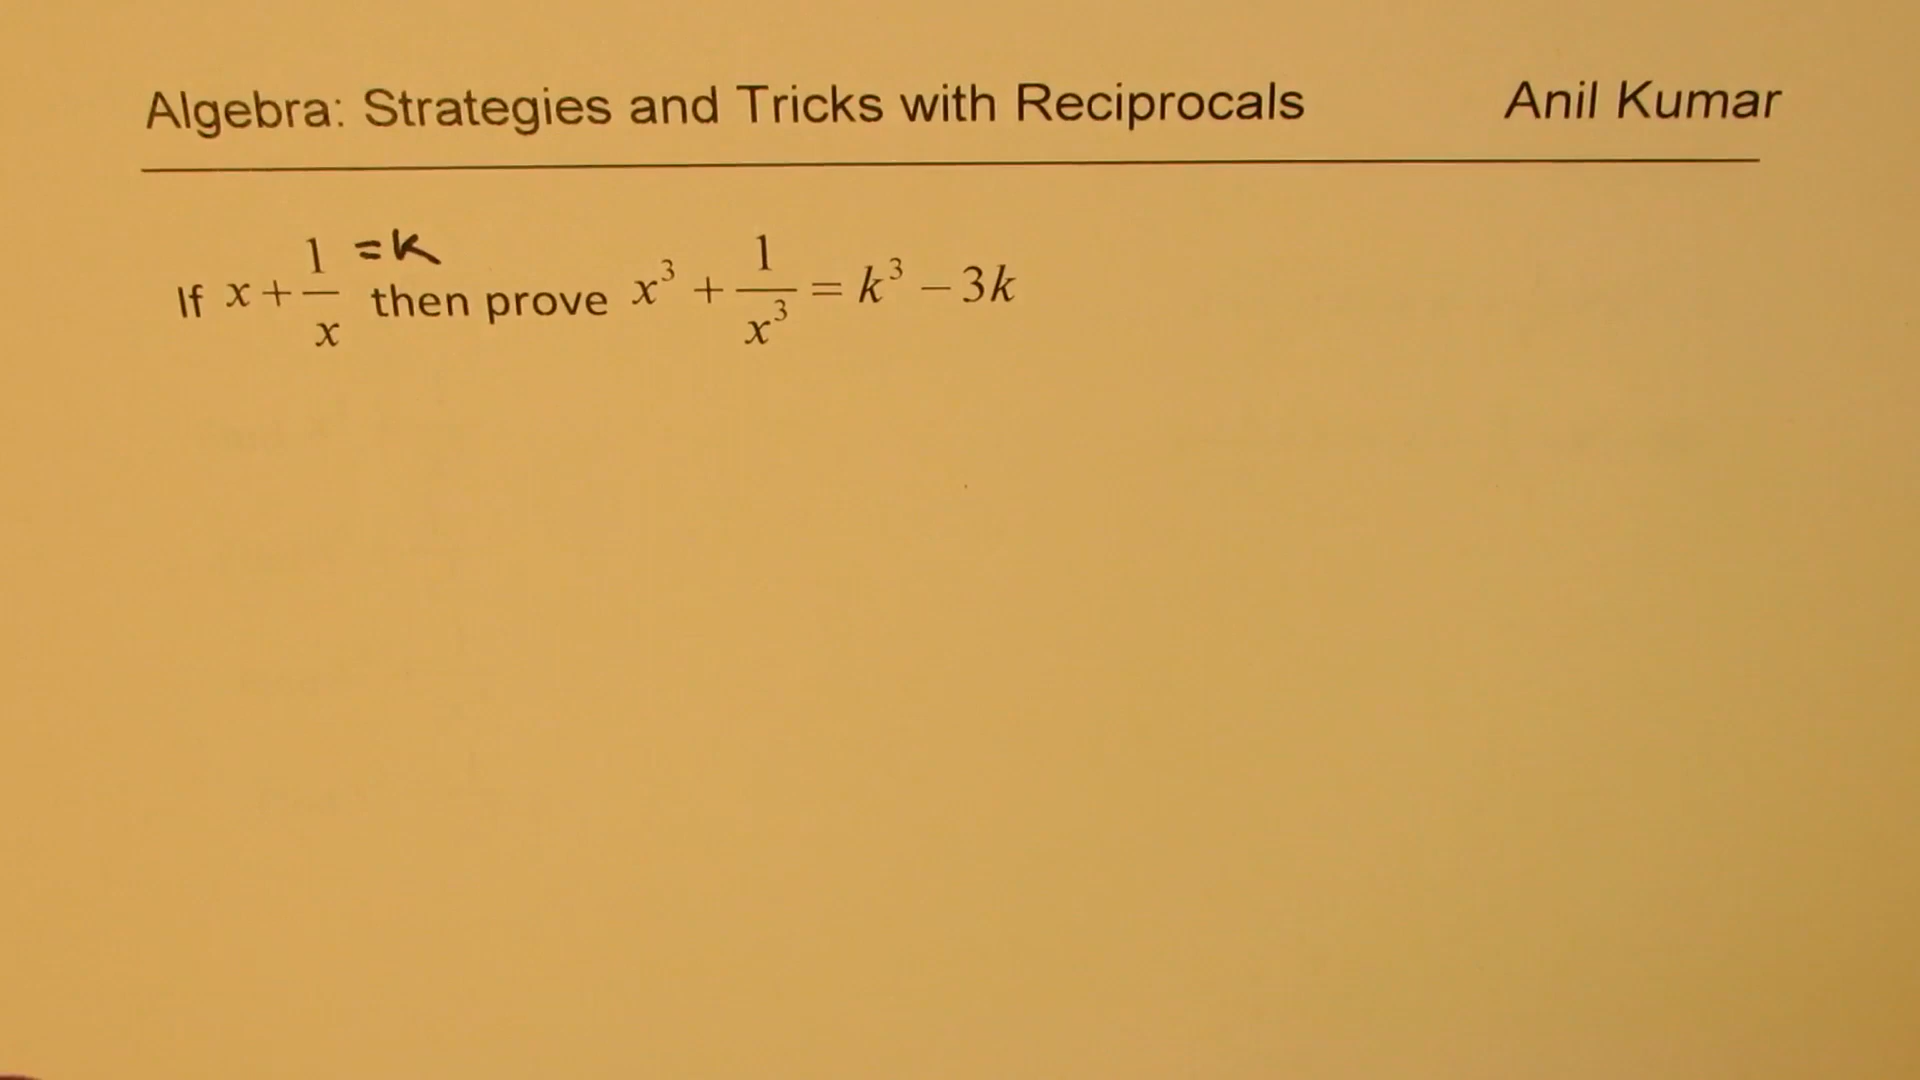 Algebra: Strategies and Tricks with Reciprocals Anil Kumar
If x + 1/x = k then prove x³ + 1/x³ = k³ − 3k